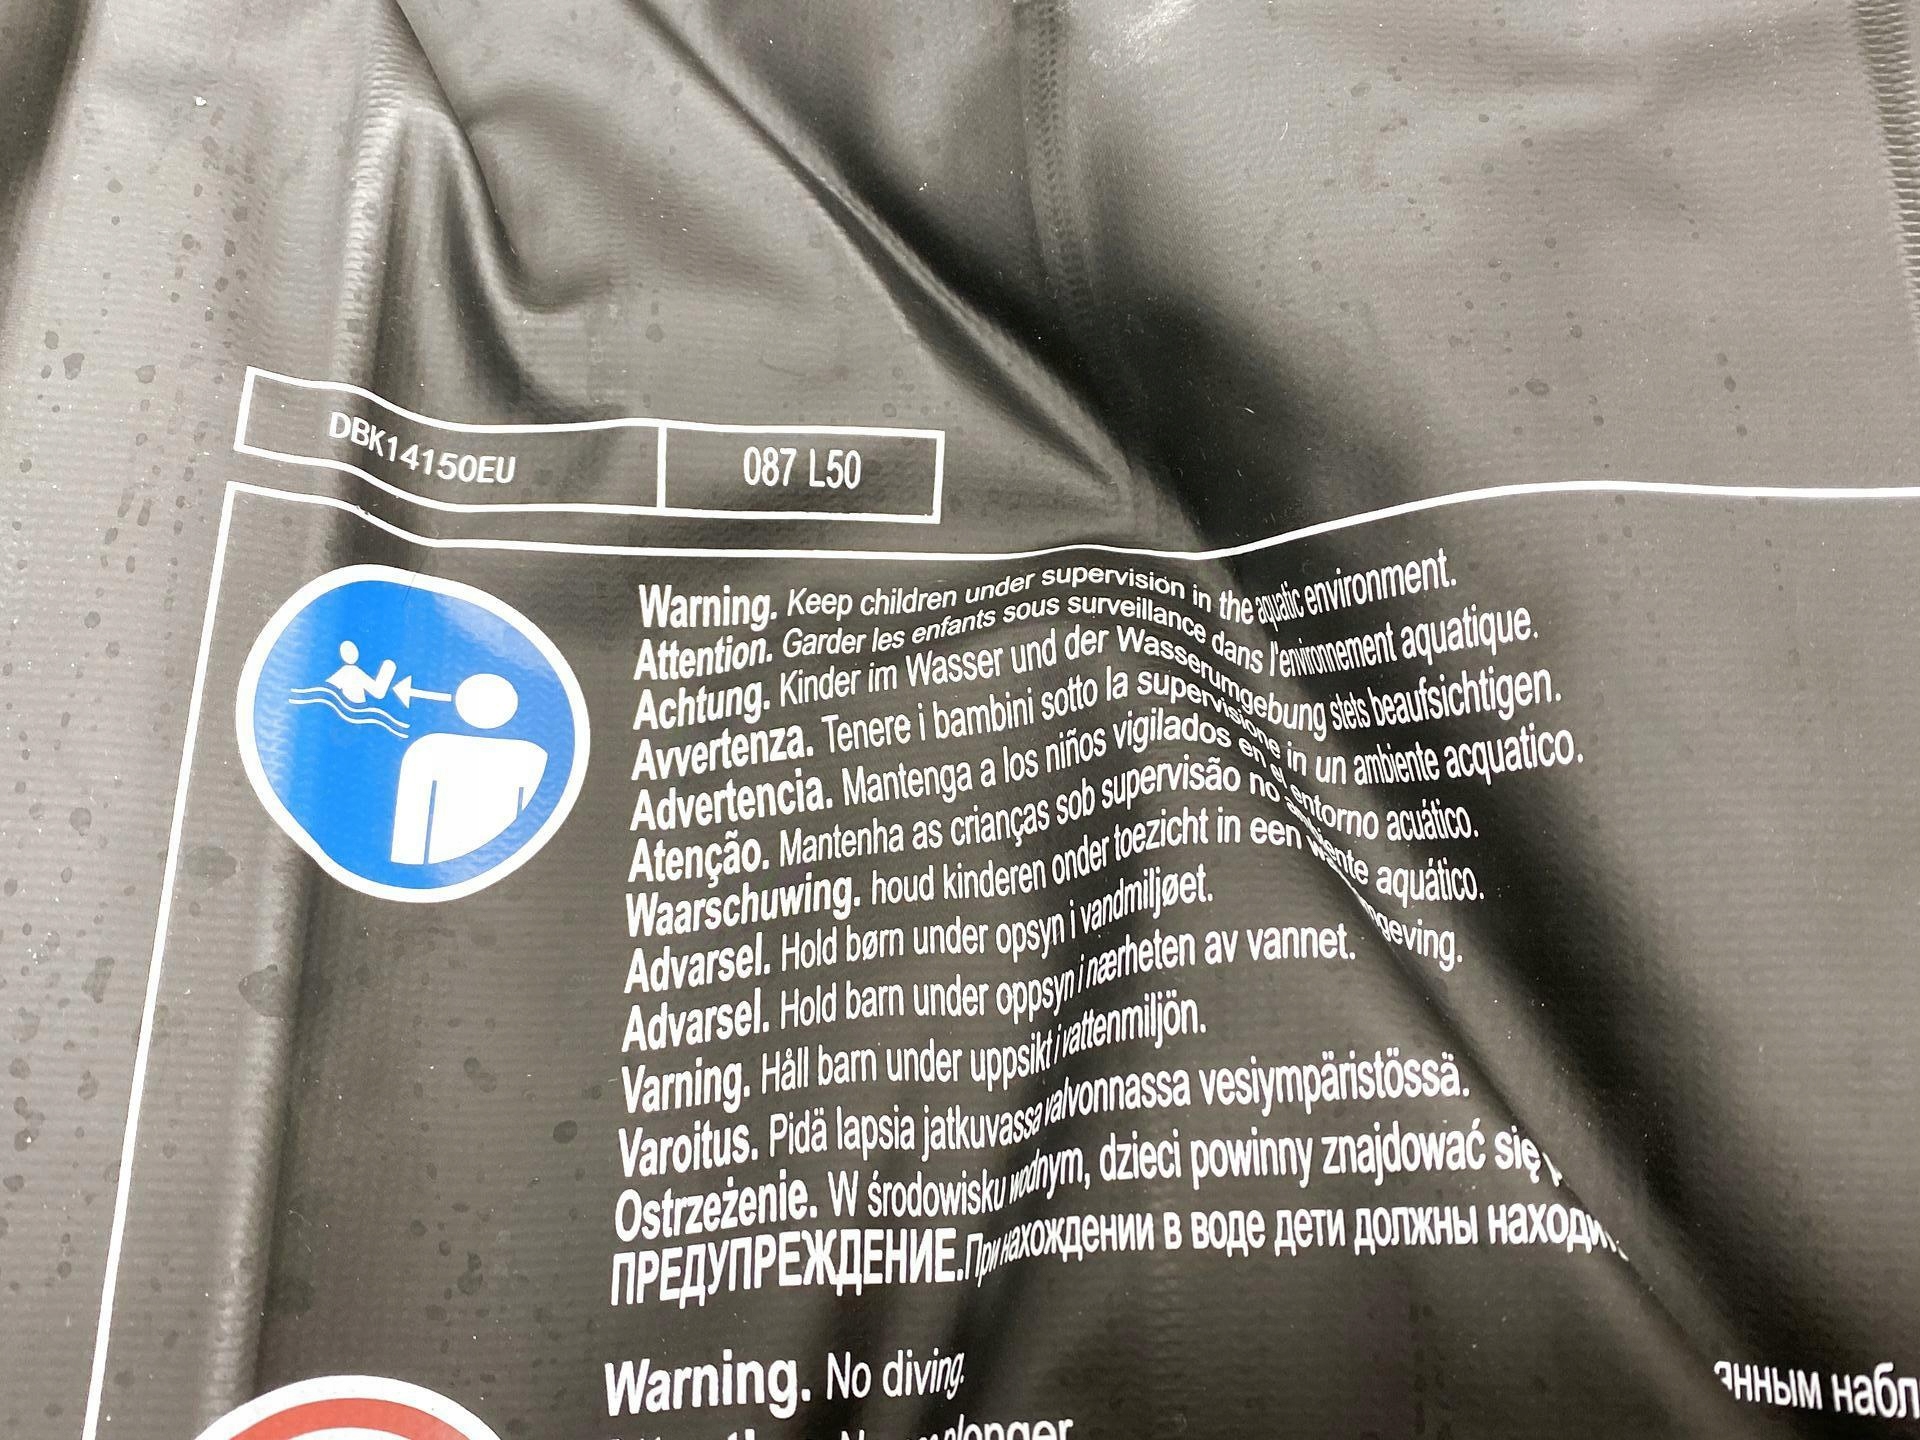 DBK14150EU
087 L50
Warning. Keep children under supervision in the aquatic environment.
Attention. Garder les enfants sous surveillance dans l'environnement aquatique.
Achtung. Kinder im Wasser und der Wasserumgebung stets beaufsichtigen.
Avvertenza. Tenere i bambini sotto la supervisione in un ambiente acquatico.
Advertencia. Mantenga a los niños vigilados en el entorno acuático.
Atenção. Mantenha as crianças sob supervisão no ambiente aquático.
Waarschuwing. houd kinderen onder toezicht in een
Advarsel. Hold børn under opsyn i vandmiljøet.
Advarsel. Hold barn under oppsyn i nærheten av vannet.
Varning. Håll barn under uppsikt i vattenmiljön.
Varoitus. Pidä lapsia jatkuvassa valvonnassa vesiympäristössä.
Ostrzeżenie. W środowisku wodnym, dzieci powinny znajdować się
ПРЕДУПРЕЖДЕНИЕ.При нахождении в воде дети должны
Warning. No diving.
plonger